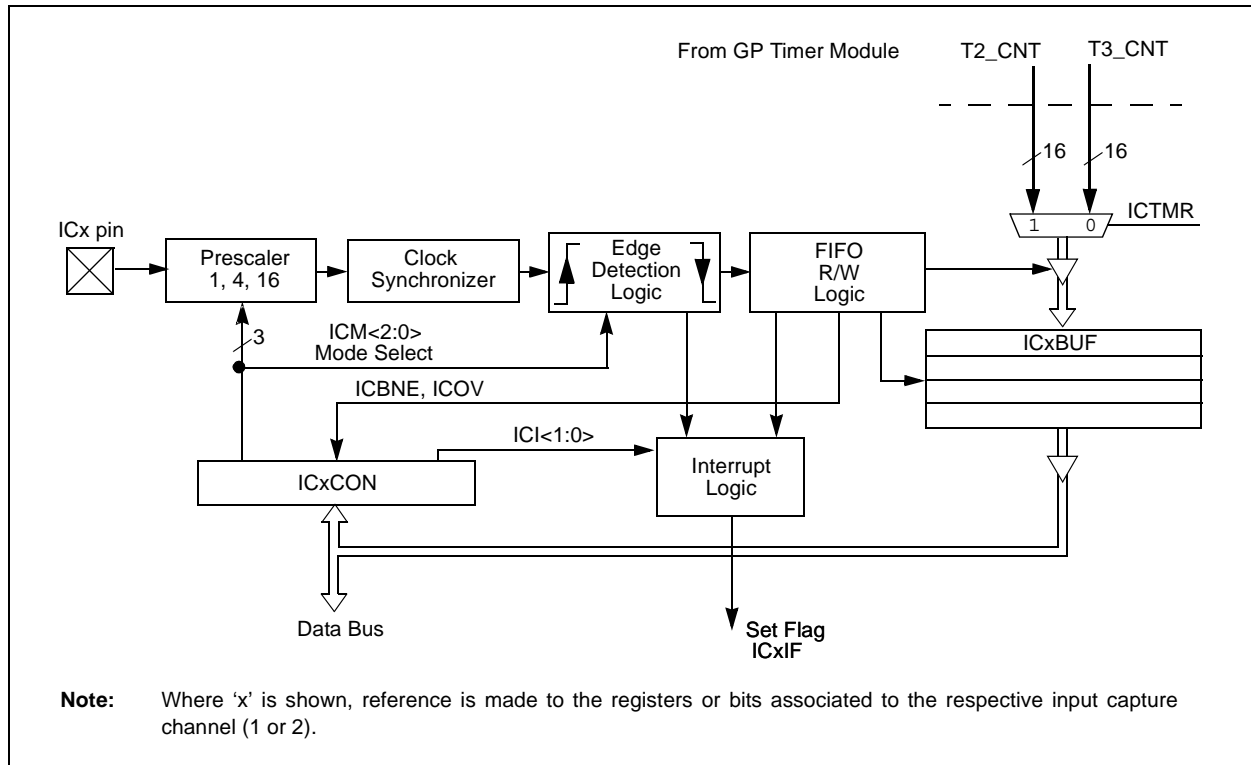 From GP Timer Module
T2_CNT
T3_CNT
16
16
ICx pin
1 0
ICTMR
Prescaler
1, 4, 16
Clock
Synchronizer
Edge
Detection
Logic
FIFO
R/W
Logic
3
ICM<2:0>
Mode Select
ICxBUF
ICBNE, ICOV
ICI<1:0>
ICxCON
Interrupt
Logic
Data Bus
Set Flag
ICxIF
Note: Where ‘x’ is shown, reference is made to the registers or bits associated to the respective input capture
channel (1 or 2).